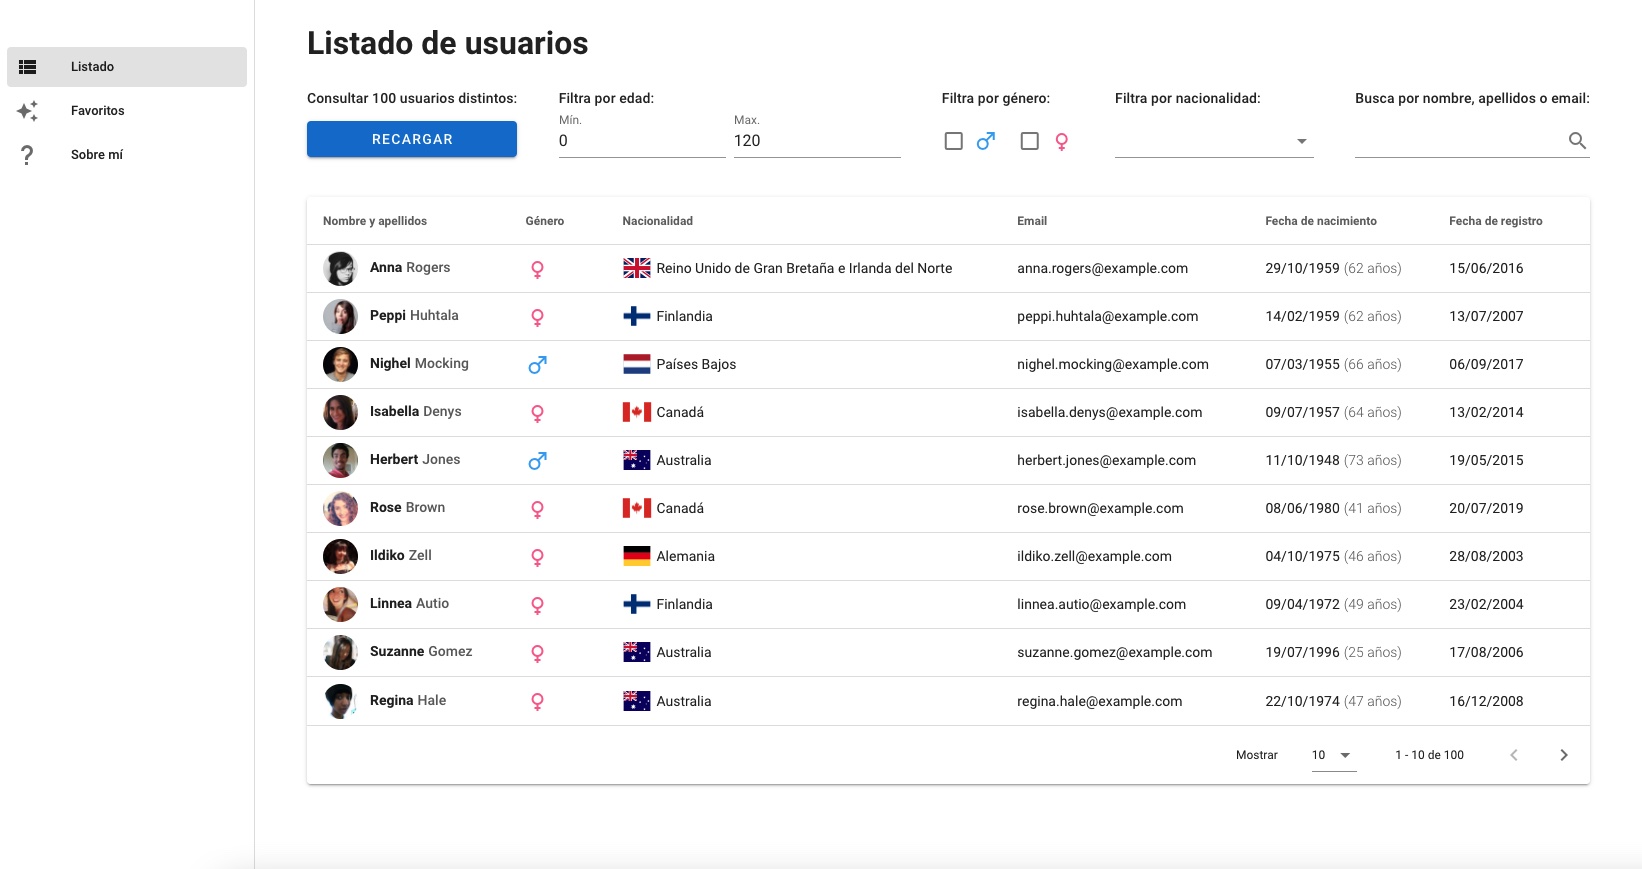 Listado
Favoritos
Sobre mí
Listado de usuarios
Consultar 100 usuarios distintos:
RECARGAR
Filtra por edad:
Mín.
0
Max.
120
Filtra por género:
Filtra por nacionalidad:
Busca por nombre, apellidos o email:
Nombre y apellidos Género Nacionalidad Email Fecha de nacimiento Fecha de registro
Anna Rogers Reino Unido de Gran Bretaña e Irlanda del Norte anna.rogers@example.com 29/10/1959 (62 años) 15/06/2016
Peppi Huhtala Finlandia peppi.huhtala@example.com 14/02/1959 (62 años) 13/07/2007
Nighel Mocking Países Bajos nighel.mocking@example.com 07/03/1955 (66 años) 06/09/2017
Isabella Denys Canadá isabella.denys@example.com 09/07/1957 (64 años) 13/02/2014
Herbert Jones Australia herbert.jones@example.com 11/10/1948 (73 años) 19/05/2015
Rose Brown Canadá rose.brown@example.com 08/06/1980 (41 años) 20/07/2019
Ildiko Zell Alemania ildiko.zell@example.com 04/10/1975 (46 años) 28/08/2003
Linnea Autio Finlandia linnea.autio@example.com 09/04/1972 (49 años) 23/02/2004
Suzanne Gomez Australia suzanne.gomez@example.com 19/07/1996 (25 años) 17/08/2006
Regina Hale Australia regina.hale@example.com 22/10/1974 (47 años) 16/12/2008
Mostrar 10 1 - 10 de 100